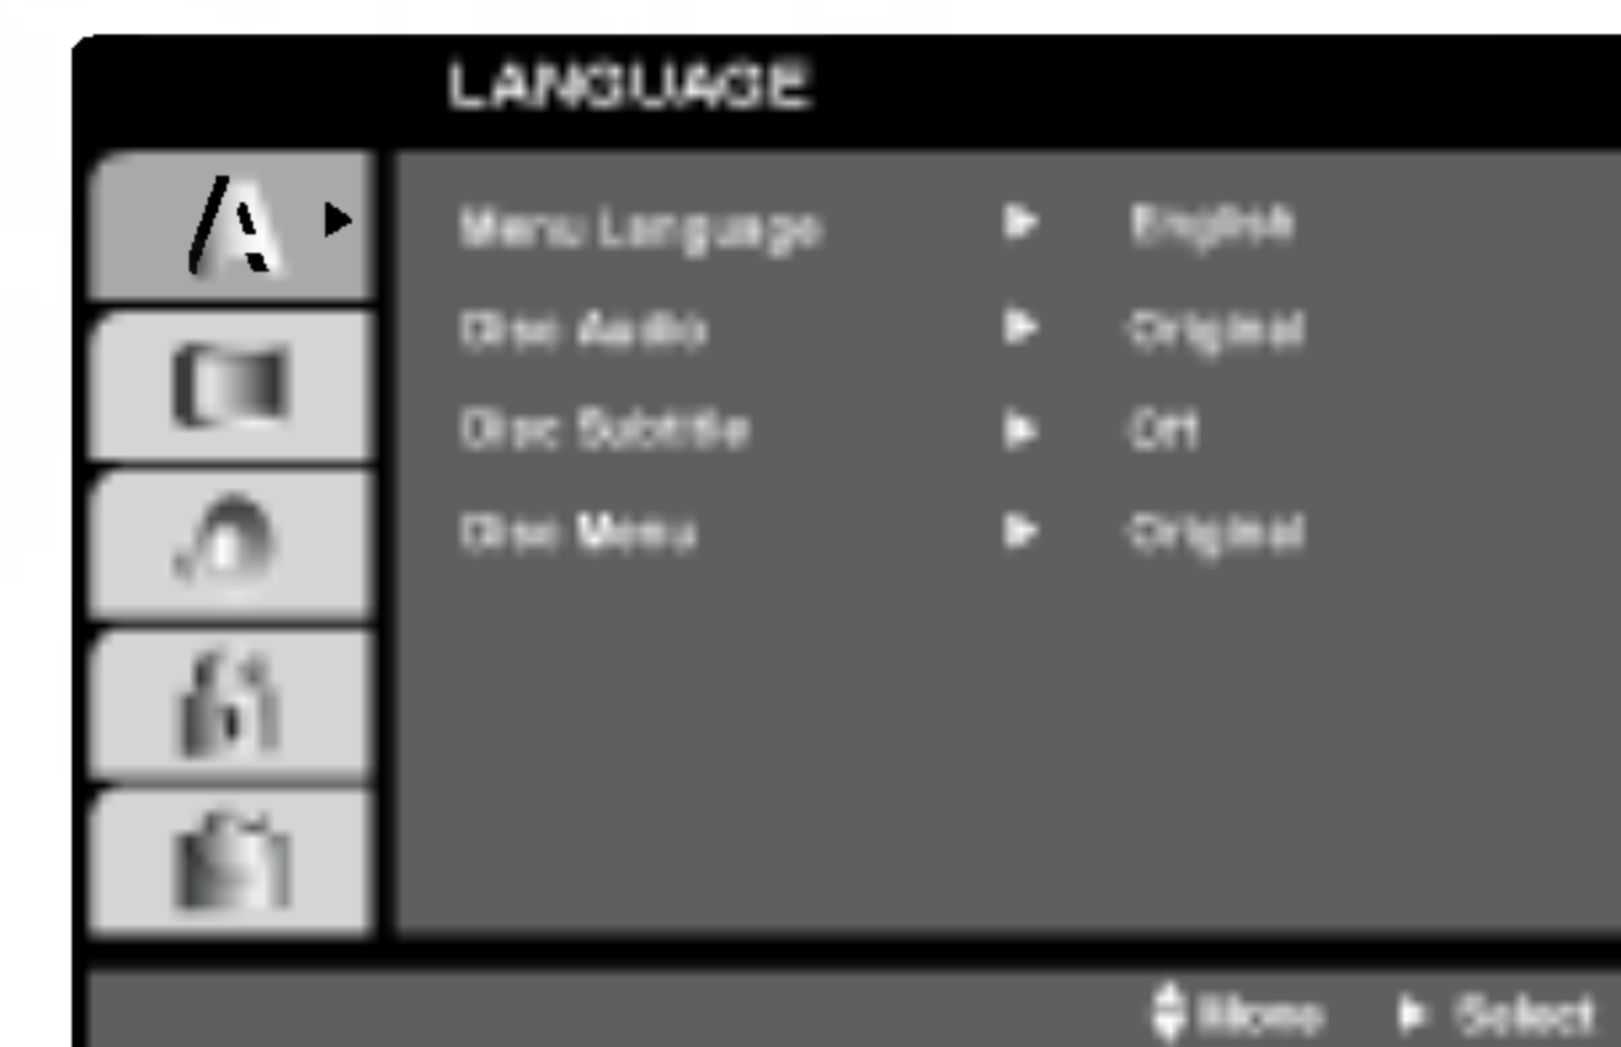 LANGUAGE
Menu Language ▶ English
Disc Audio ▶ Original
Disc Subtitle ▶ Off
Disc Menu ▶ Original
Move ▶ Select